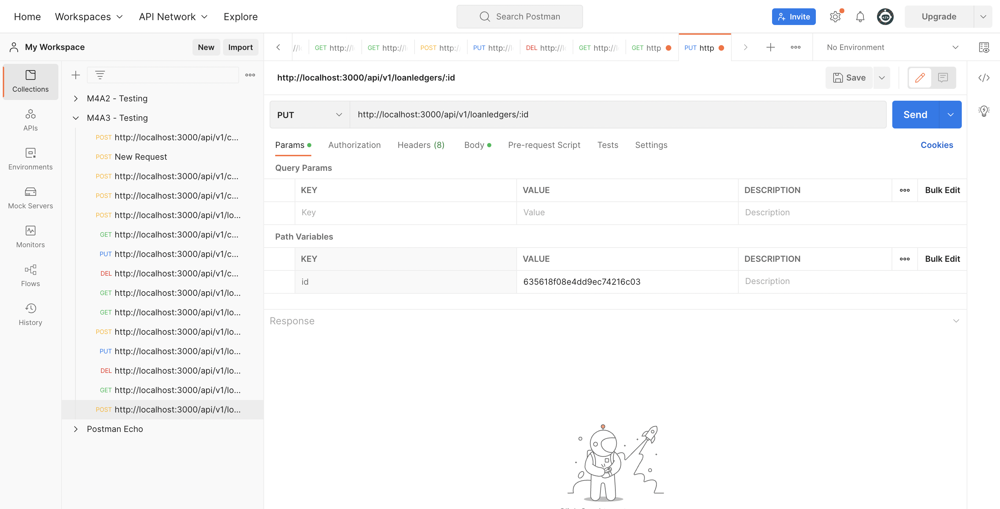 Home Workspaces API Network Explore Search Postman Invite Upgrade
My Workspace New Import
GET http://l GET http://l POST http:/ PUT http://l DEL http://l GET http://l GET http PUT http No Environment
Collections
APIs
Environments
Mock Servers
Monitors
Flows
History
M4A2 - Testing
M4A3 - Testing
POST http://localhost:3000/api/v1/c...
POST New Request
POST http://localhost:3000/api/v1/c...
POST http://localhost:3000/api/v1/c...
POST http://localhost:3000/api/v1/lo...
GET http://localhost:3000/api/v1/c...
PUT http://localhost:3000/api/v1/c...
DEL http://localhost:3000/api/v1/c...
GET http://localhost:3000/api/v1/lo...
GET http://localhost:3000/api/v1/lo...
POST http://localhost:3000/api/v1/lo...
PUT http://localhost:3000/api/v1/lo...
DEL http://localhost:3000/api/v1/lo...
GET http://localhost:3000/api/v1/lo...
POST http://localhost:3000/api/v1/lo...
Postman Echo
http://localhost:3000/api/v1/loanledgers/:id Save
PUT http://localhost:3000/api/v1/loanledgers/:id Send
Params Authorization Headers (8) Body Pre-request Script Tests Settings Cookies
Query Params
KEY VALUE DESCRIPTION Bulk Edit
Key Value Description
Path Variables
KEY VALUE DESCRIPTION Bulk Edit
id 635618f08e4dd9ec74216c03 Description
Response